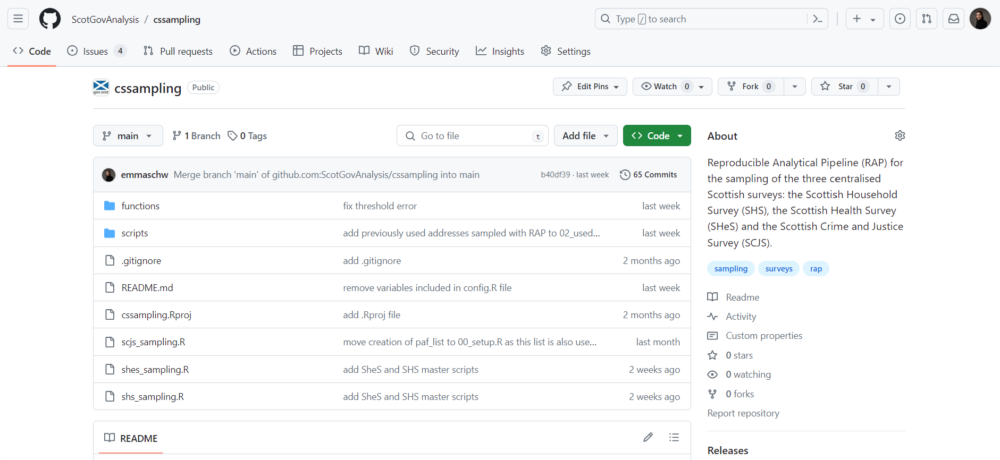 ScotGovAnalysis / cssampling
Type / to search
Code
Issues 4
Pull requests
Actions
Projects
Wiki
Security
Insights
Settings
gov.scot
cssampling
Public
Edit Pins
Watch 0
Fork 0
Star 0
main
1 Branch
0 Tags
Go to file
t
Add file
Code
emmaschw Merge branch 'main' of github.com:ScotGovAnalysis/cssampling into main b40df39 · last week 65 Commits
functions fix threshold error last week
scripts add previously used addresses sampled with RAP to 02_used... last week
.gitignore add .gitignore 2 months ago
README.md remove variables included in config.R file last week
cssampling.Rproj add .Rproj file 2 months ago
scjs_sampling.R move creation of paf_list to 00_setup.R as this list is also use... last month
shes_sampling.R add SheS and SHS master scripts 2 weeks ago
shs_sampling.R add SheS and SHS master scripts 2 weeks ago
README
About
Reproducible Analytical Pipeline (RAP) for
the sampling of the three centralised
Scottish surveys: the Scottish Household
Survey (SHS), the Scottish Health Survey
(SHeS) and the Scottish Crime and Justice
Survey (SCJS).
sampling surveys rap
Readme
Activity
Custom properties
0 stars
0 watching
0 forks
Report repository
Releases